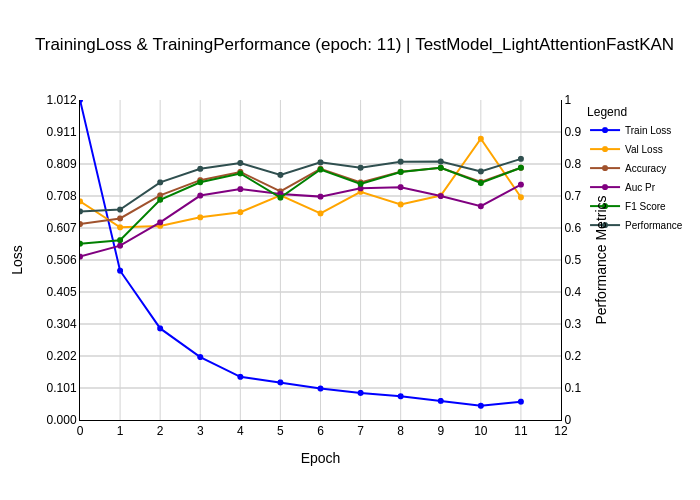 TrainingLoss & TrainingPerformance (epoch: 11) | TestModel_LightAttentionFastKAN
1.012
0.911
0.809
0.708
0.607
0.506
0.405
0.304
0.202
0.101
0.000
Loss
0 1 2 3 4 5 6 7 8 9 10 11 12
Epoch
1
0.9
0.8
0.7
0.6
0.5
0.4
0.3
0.2
0.1
0
Performance Metrics
Legend
Train Loss
Val Loss
Accuracy
Auc Pr
F1 Score
Performance